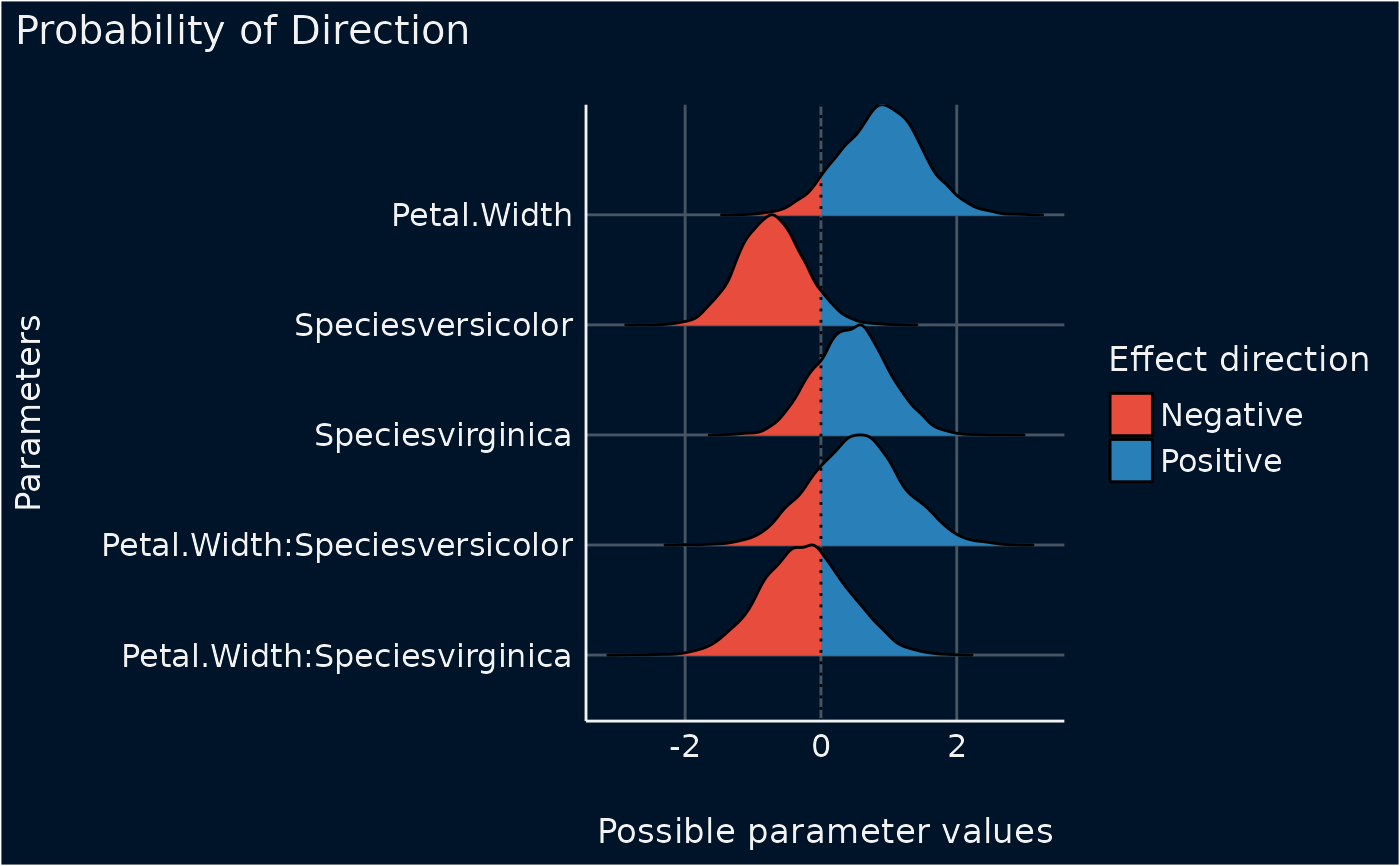 Probability of Direction
Petal.Width
Speciesversicolor
Speciesvirginica
Petal.Width:Speciesversicolor
Petal.Width:Speciesvirginica
Parameters
-2 0 2
Possible parameter values
Effect direction
Negative
Positive